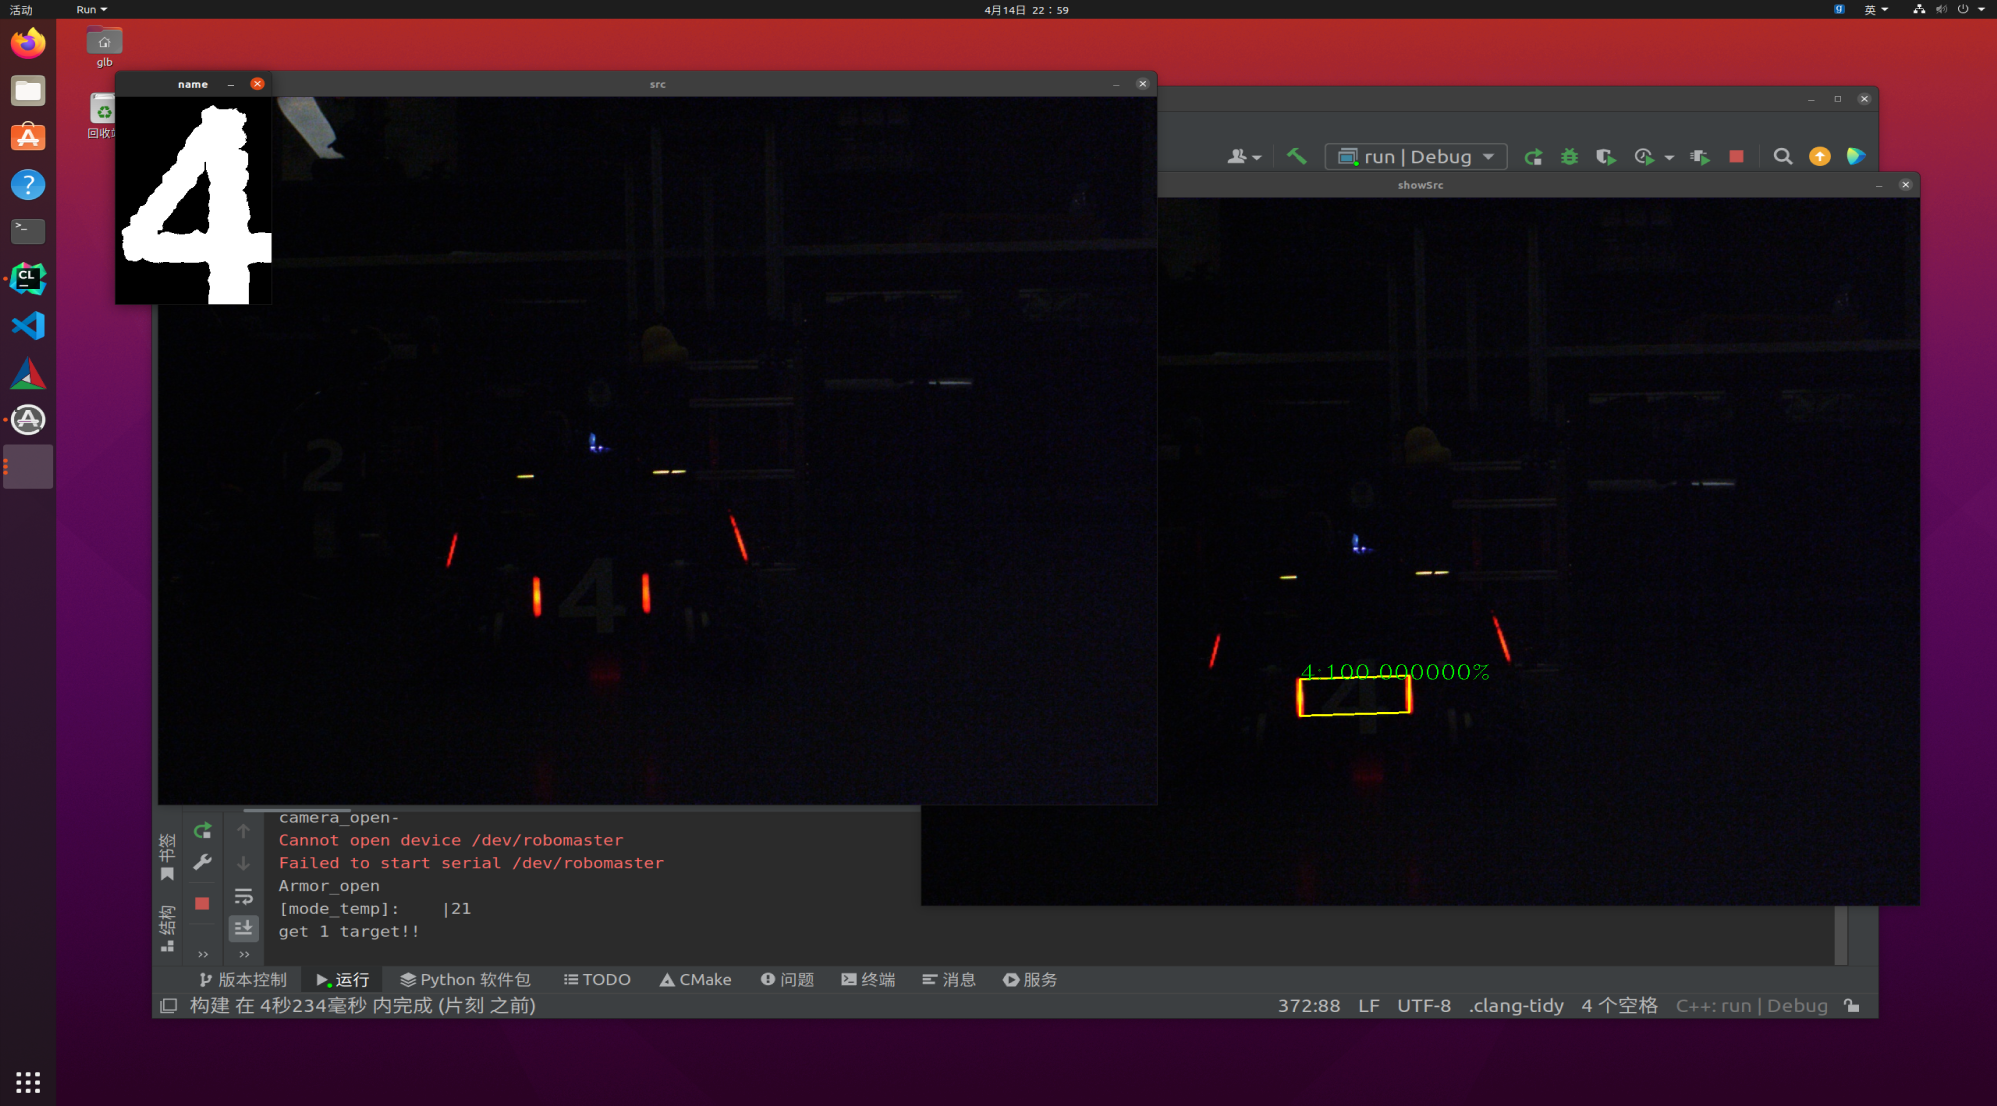 活动
Run
4月14日 22：59
英
glb
回收站
name
src
4
run | Debug
showSrc
2
4
4:100.000000%
4
camera_open-
Cannot open device /dev/robomaster
Failed to start serial /dev/robomaster
Armor_open
[mode_temp]: |21
get 1 target!!
书签
结构
版本控制
运行
Python 软件包
TODO
CMake
问题
终端
消息
服务
构建 在 4秒234毫秒 内完成 (片刻 之前)
372:88
LF
UTF-8
.clang-tidy
4 个空格
C++: run | Debug